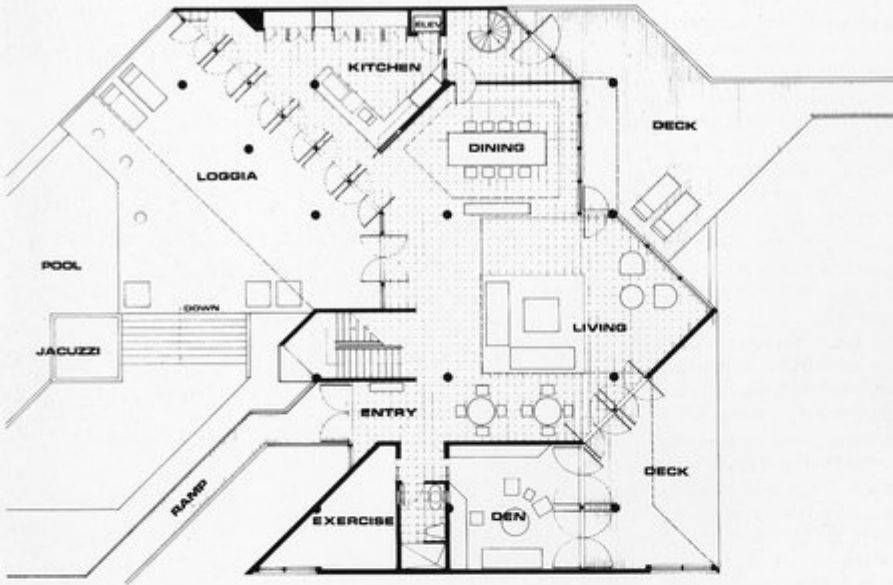 ELEV
KITCHEN
DECK
DINING
LOGGIA
POOL
DOWN
LIVING
JACUZZI
ENTRY
DECK
RAMP
EXERCISE
DEN